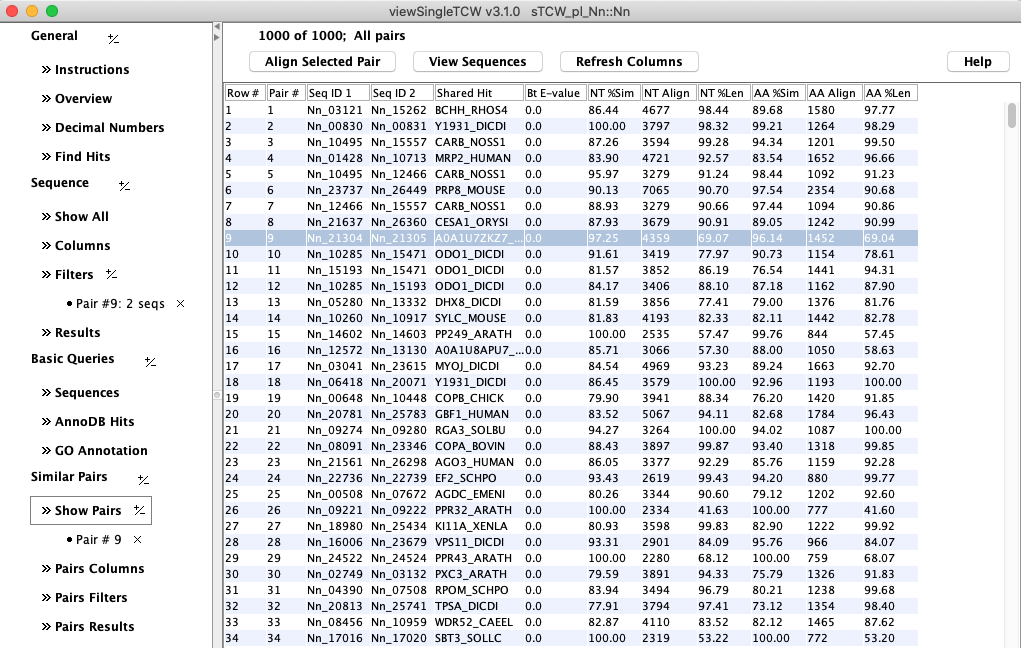 viewSingleTCW v3.1.0 sTCW_pl_Nn::Nn
General +/-
» Instructions
» Overview
» Decimal Numbers
» Find Hits
Sequence +/-
» Show All
» Columns
» Filters +/-
• Pair #9: 2 seqs ×
» Results
Basic Queries +/-
» Sequences
» AnnoDB Hits
» GO Annotation
Similar Pairs +/-
» Show Pairs +/-
• Pair # 9 ×
» Pairs Columns
» Pairs Filters
» Pairs Results
1000 of 1000; All pairs
Align Selected Pair View Sequences Refresh Columns Help
Row # Pair # Seq ID 1 Seq ID 2 Shared Hit Bt E-value NT %Sim NT Align NT %Len AA %Sim AA Align AA %Len
1 1 Nn_03121 Nn_15262 BCHH_RHOS4 0.0 86.44 4677 98.44 89.68 1580 97.77
2 2 Nn_00830 Nn_00831 Y1931_DICDI 0.0 100.00 3797 98.32 99.21 1264 98.29
3 3 Nn_10495 Nn_15557 CARB_NOSS1 0.0 87.26 3594 99.28 94.34 1201 99.50
4 4 Nn_01428 Nn_10713 MRP2_HUMAN 0.0 83.90 4721 92.57 83.54 1652 96.66
5 5 Nn_10495 Nn_12466 CARB_NOSS1 0.0 95.97 3279 91.24 98.44 1092 91.23
6 6 Nn_23737 Nn_26449 PRP8_MOUSE 0.0 90.13 7065 90.70 97.54 2354 90.68
7 7 Nn_12466 Nn_15557 CARB_NOSS1 0.0 88.93 3279 90.66 97.44 1094 90.86
8 8 Nn_21637 Nn_26360 CESA1_ORYSI 0.0 87.93 3679 90.91 89.05 1242 90.99
9 9 Nn_21304 Nn_21305 A0A1U7ZKZ7_... 0.0 97.25 4359 69.07 96.14 1452 69.04
10 10 Nn_10285 Nn_15471 ODO1_DICDI 0.0 91.61 3419 77.97 90.73 1154 78.61
11 11 Nn_15193 Nn_15471 ODO1_DICDI 0.0 81.57 3852 86.19 76.54 1441 94.31
12 12 Nn_10285 Nn_15193 ODO1_DICDI 0.0 84.17 3406 88.10 87.18 1162 87.90
13 13 Nn_05280 Nn_13332 DHX8_DICDI 0.0 81.59 3856 77.41 79.00 1376 81.76
14 14 Nn_10260 Nn_10917 SYLC_MOUSE 0.0 81.83 4193 82.33 82.11 1442 82.78
15 15 Nn_14602 Nn_14603 PP249_ARATH 0.0 100.00 2535 57.47 99.76 844 57.45
16 16 Nn_12572 Nn_13130 A0A1U8APU7_... 0.0 85.71 3066 57.30 88.00 1050 58.63
17 17 Nn_03041 Nn_23615 MYOJ_DICDI 0.0 84.54 4969 93.23 89.24 1663 92.70
18 18 Nn_06418 Nn_20071 Y1931_DICDI 0.0 86.45 3579 100.00 92.96 1193 100.00
19 19 Nn_00648 Nn_10448 COPB_CHICK 0.0 79.90 3941 88.34 76.20 1420 91.85
20 20 Nn_20781 Nn_25783 GBF1_HUMAN 0.0 83.52 5067 94.11 82.68 1784 96.43
21 21 Nn_09274 Nn_09280 RGA3_SOLBU 0.0 94.27 3264 100.00 94.02 1087 100.00
22 22 Nn_08091 Nn_23346 COPA_BOVIN 0.0 88.43 3897 99.87 93.40 1318 99.85
23 23 Nn_21561 Nn_26298 AGO3_HUMAN 0.0 86.05 3377 92.29 85.76 1159 92.28
24 24 Nn_22736 Nn_22739 EF2_SCHPO 0.0 93.43 2619 99.43 94.20 880 99.77
25 25 Nn_00508 Nn_07672 AGDC_EMENI 0.0 80.26 3344 90.60 79.12 1202 92.60
26 26 Nn_09221 Nn_09222 PPR32_ARATH 0.0 100.00 2334 41.63 100.00 777 41.60
27 27 Nn_18980 Nn_25434 KI11A_XENLA 0.0 80.93 3598 99.83 82.90 1222 99.92
28 28 Nn_16006 Nn_23679 VPS11_DICDI 0.0 93.31 2901 84.09 95.76 966 84.07
29 29 Nn_24522 Nn_24524 PPR43_ARATH 0.0 100.00 2280 68.12 100.00 759 68.07
30 30 Nn_02749 Nn_03132 PXC3_ARATH 0.0 79.59 3891 94.33 75.79 1326 91.83
31 31 Nn_04390 Nn_07508 RPOM_SCHPO 0.0 83.94 3494 96.79 80.21 1238 99.68
32 32 Nn_20813 Nn_25741 TPSA_DICDI 0.0 77.91 3794 97.41 73.12 1354 98.40
33 33 Nn_08456 Nn_10959 WDR52_CAEEL 0.0 82.87 4110 83.52 82.12 1465 87.62
34 34 Nn_17016 Nn_17020 SBT3_SOLLC 0.0 100.00 2319 53.22 100.00 772 53.20